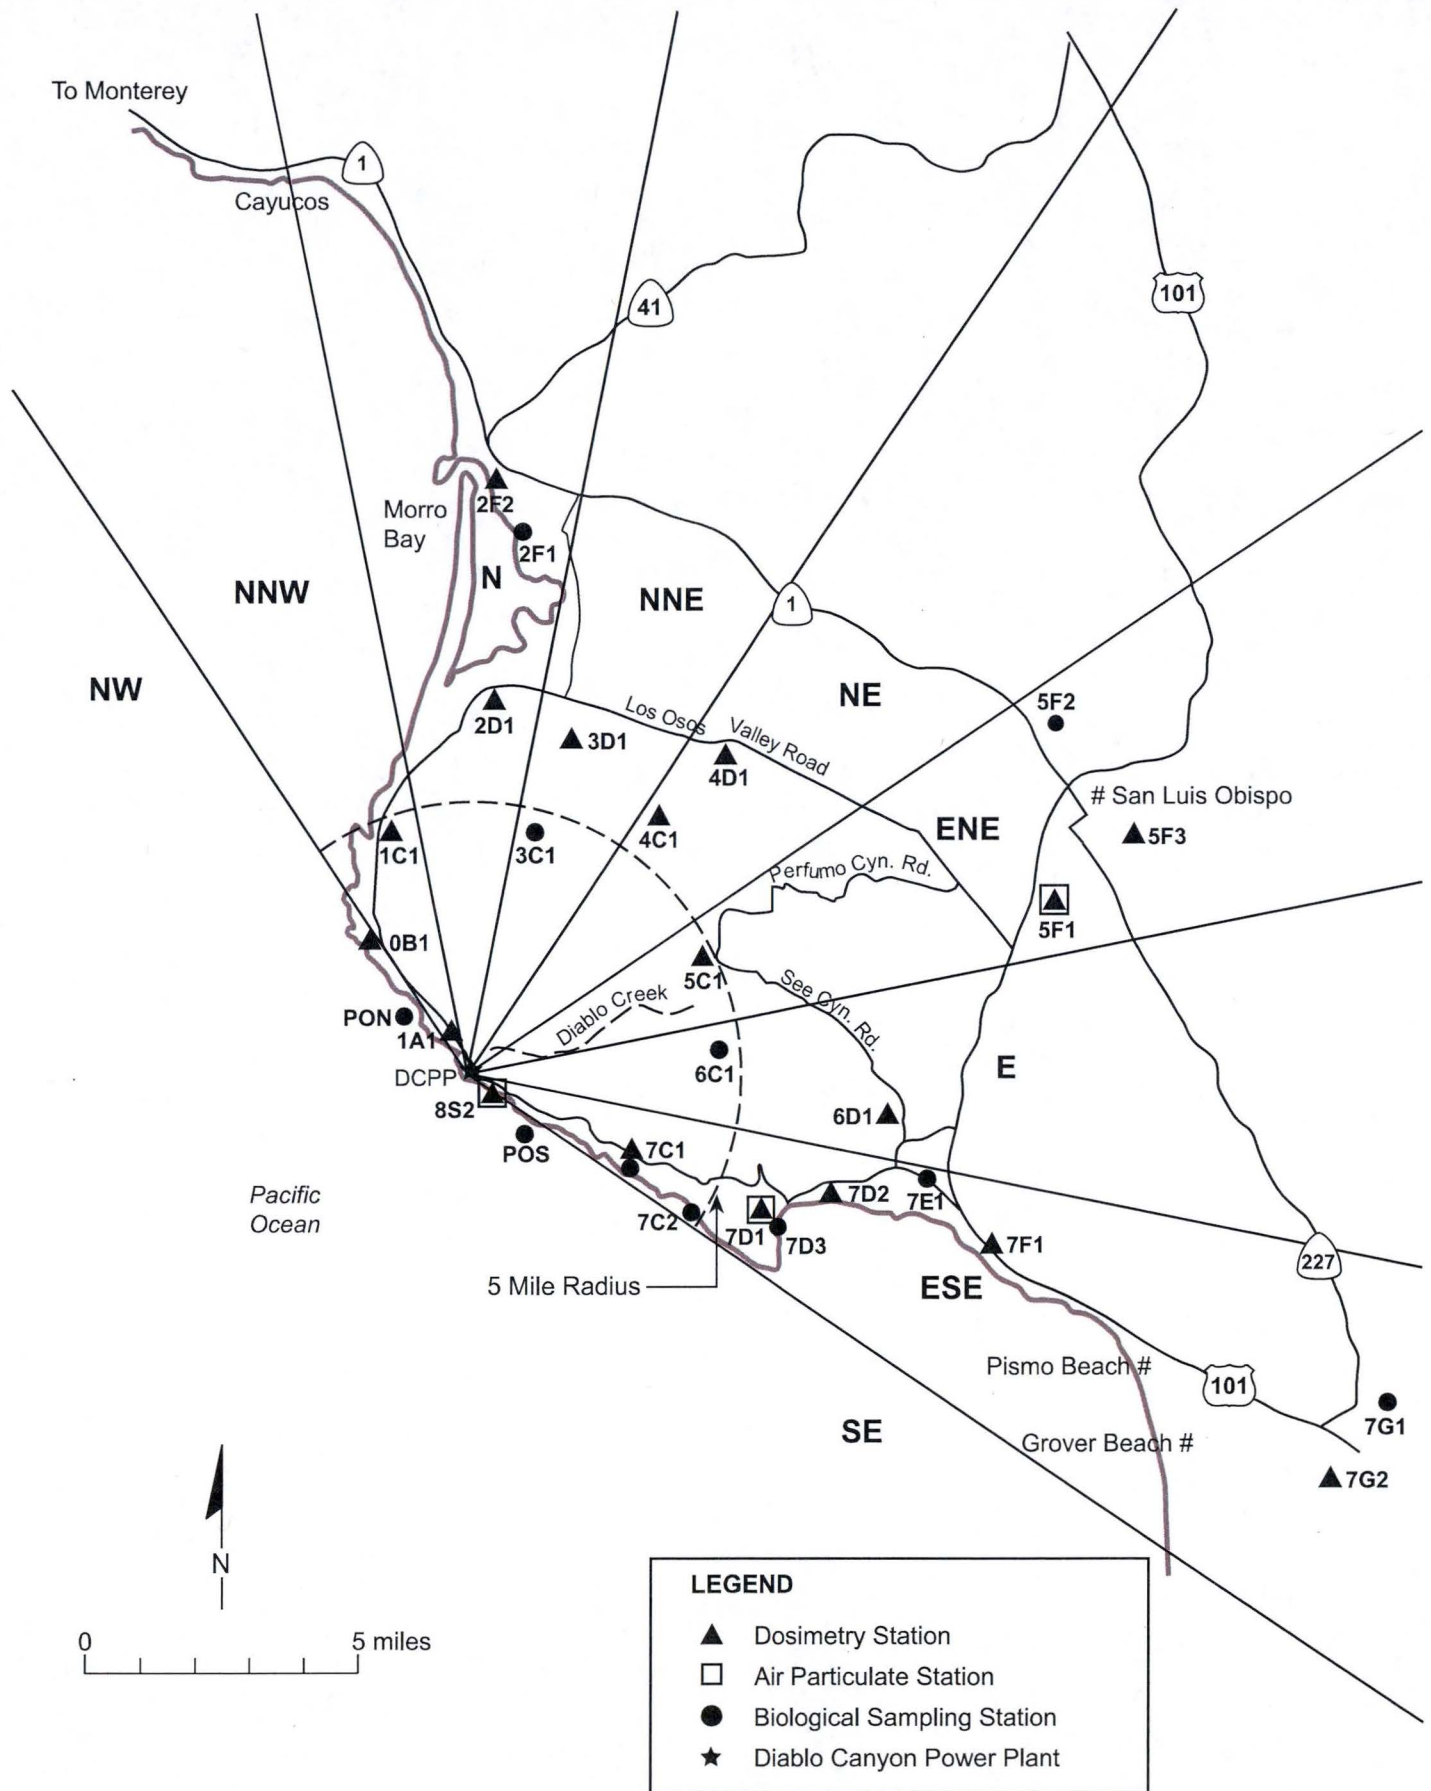 To Monterey
1
Cayucos
41
101
2F2
Morro
Bay
2F1
N
NNW
NNE
1
NW
NE
5F2
2D1
Los Osos Valley Road
3D1
4D1
# San Luis Obispo
4C1
ENE
5F3
1C1
3C1
Perfumo Cyn. Rd.
5F1
0B1
5C1
See Cyn. Rd.
Diablo Creek
PON
1A1
DCPP
6C1
E
8S2
6D1
POS
7C1
7D2
7E1
Pacific
Ocean
7C2
7D1
7D3
7F1
227
5 Mile Radius
ESE
Pismo Beach #
101
7G1
SE
Grover Beach #
7G2
N
0 5 miles
LEGEND
Dosimetry Station
Air Particulate Station
Biological Sampling Station
Diablo Canyon Power Plant